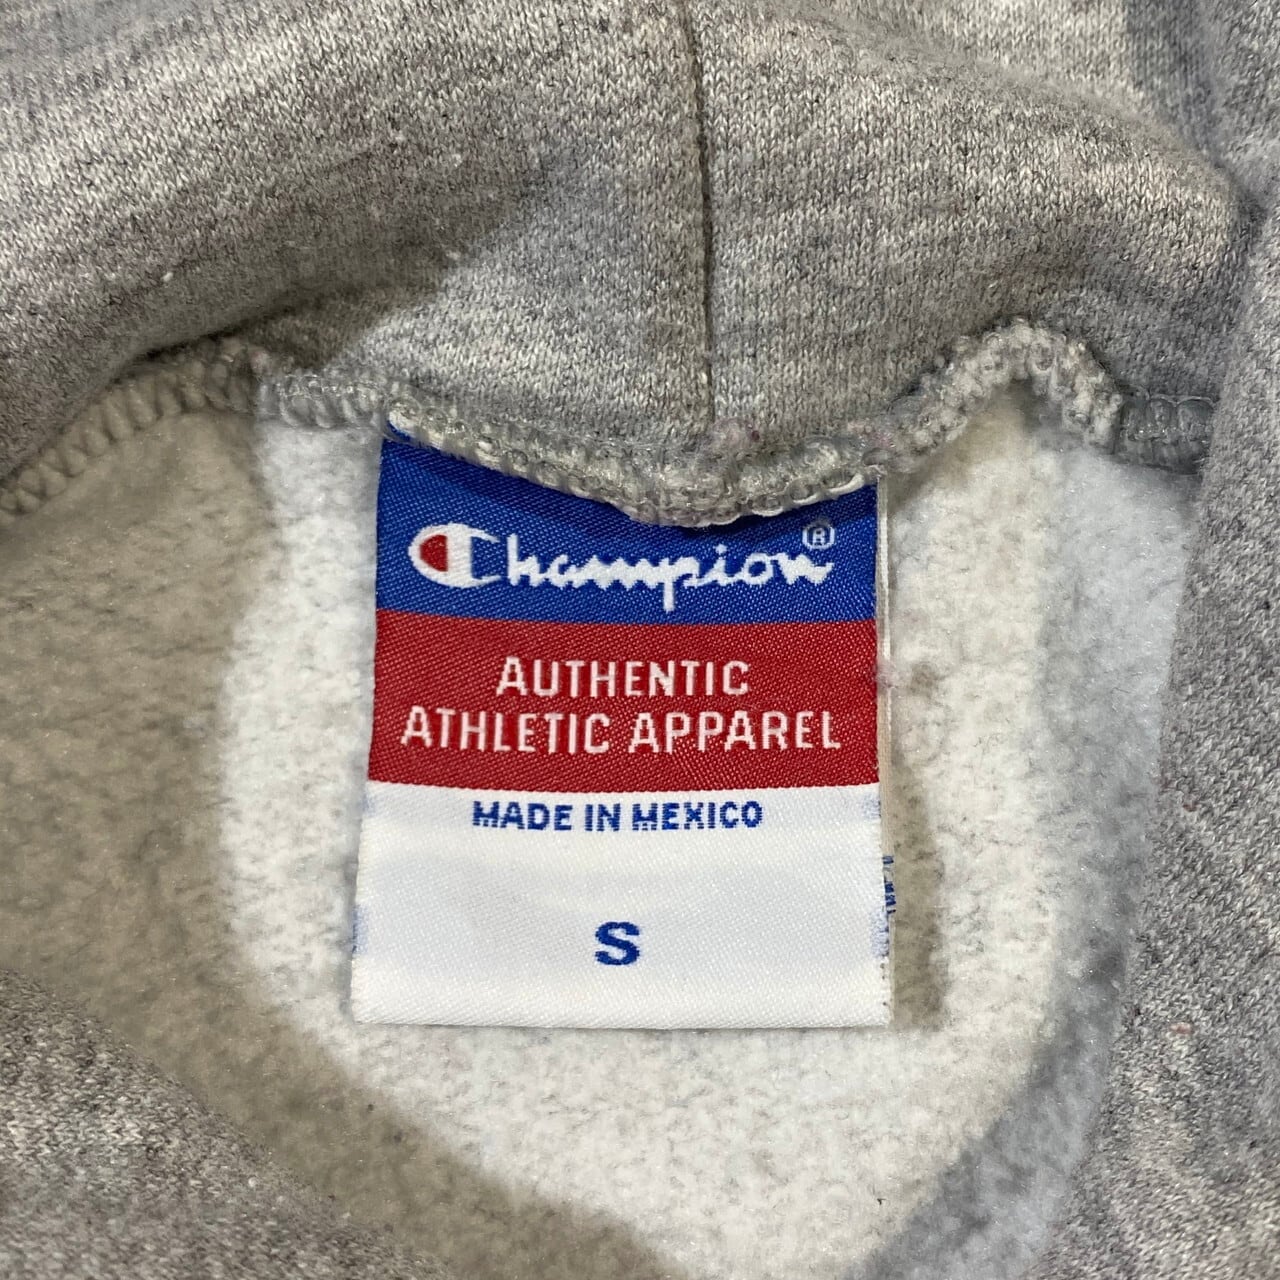 Champion®
AUTHENTIC
ATHLETIC APPAREL
MADE IN MEXICO
S